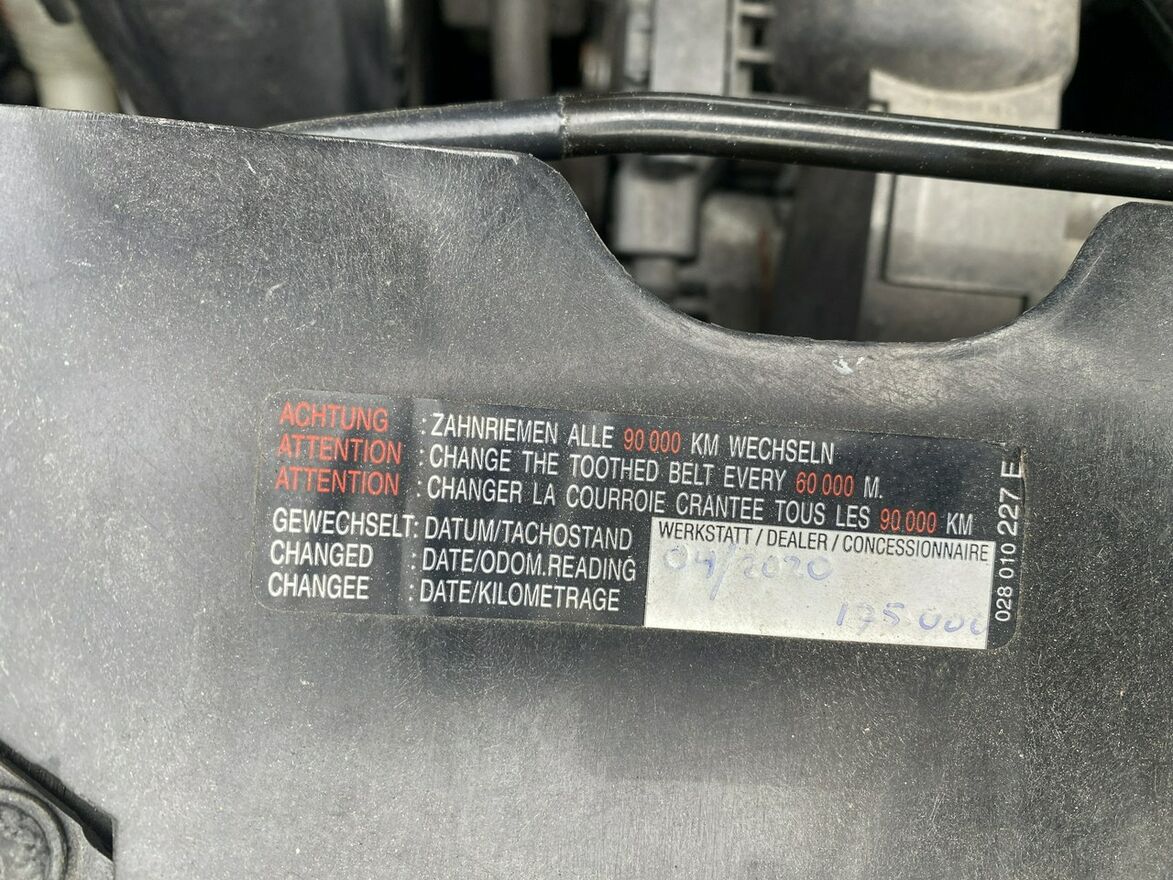 ACHTUNG : ZAHNRIEMEN ALLE 90 000 KM WECHSELN
ATTENTION : CHANGE THE TOOTHED BELT EVERY 60 000 M.
ATTENTION : CHANGER LA COURROIE CRANTEE TOUS LES 90 000 KM
GEWECHSELT: DATUM/TACHOSTAND
CHANGED : DATE/ODOM.READING
CHANGEE : DATE/KILOMETRAGE
WERKSTATT / DEALER / CONCESSIONNAIRE
04/2020
195 000
028 010 227 E